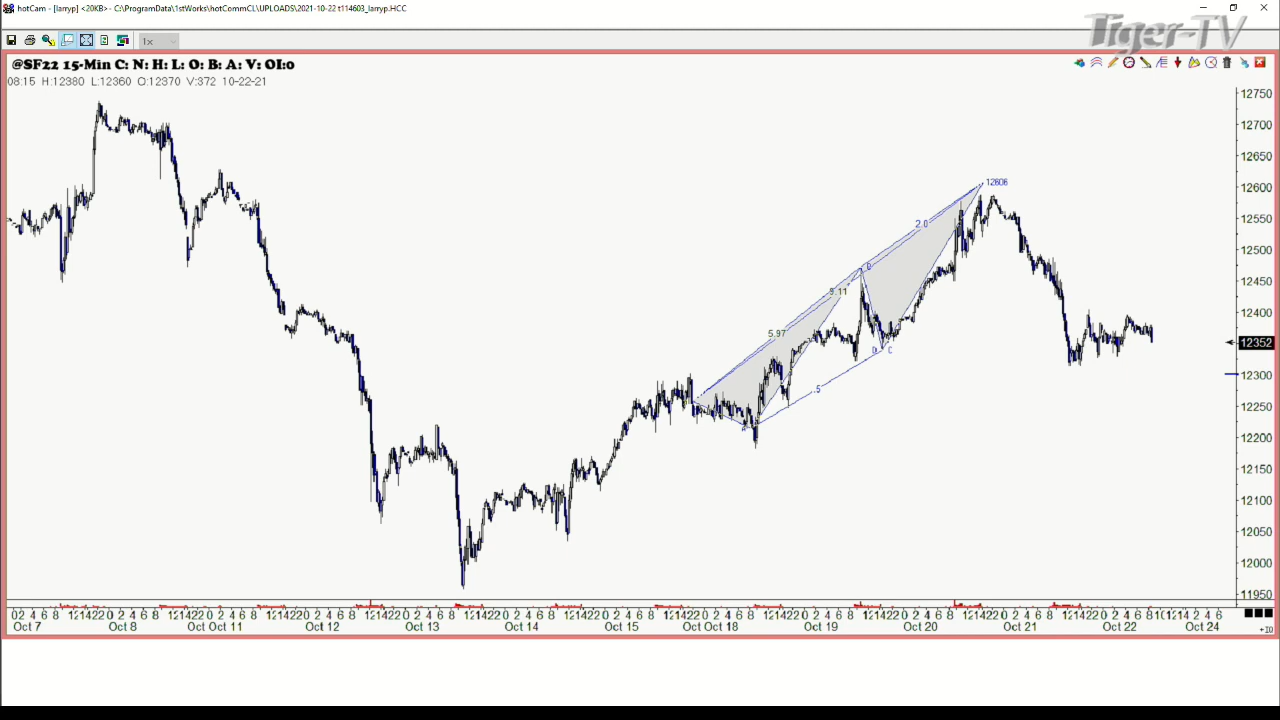 hotCam - [larryp] <20KB> - C:\ProgramData\1stWorks\hotCommCL\UPLOADS\2021-10-22 t114603_larryp.HCC
Tiger-TV
1x
@SF22 15-Min C: N: H: L: O: B: A: V: OI:0
08:15 H:12380 L:12360 O:12370 V:372 10-22-21
12750
12700
12650
12600
12550
12500
12450
12400
12352
12300
12250
12200
12150
12100
12050
12000
11950
12606
2.0
B
9.11
5.97
D C
.5
A
Oct 7 Oct 8 Oct Oct 11 Oct 12 Oct 13 Oct 14 Oct 15 Oct Oct 18 Oct 19 Oct 20 Oct 21 Oct 22 Oct 24
+IO